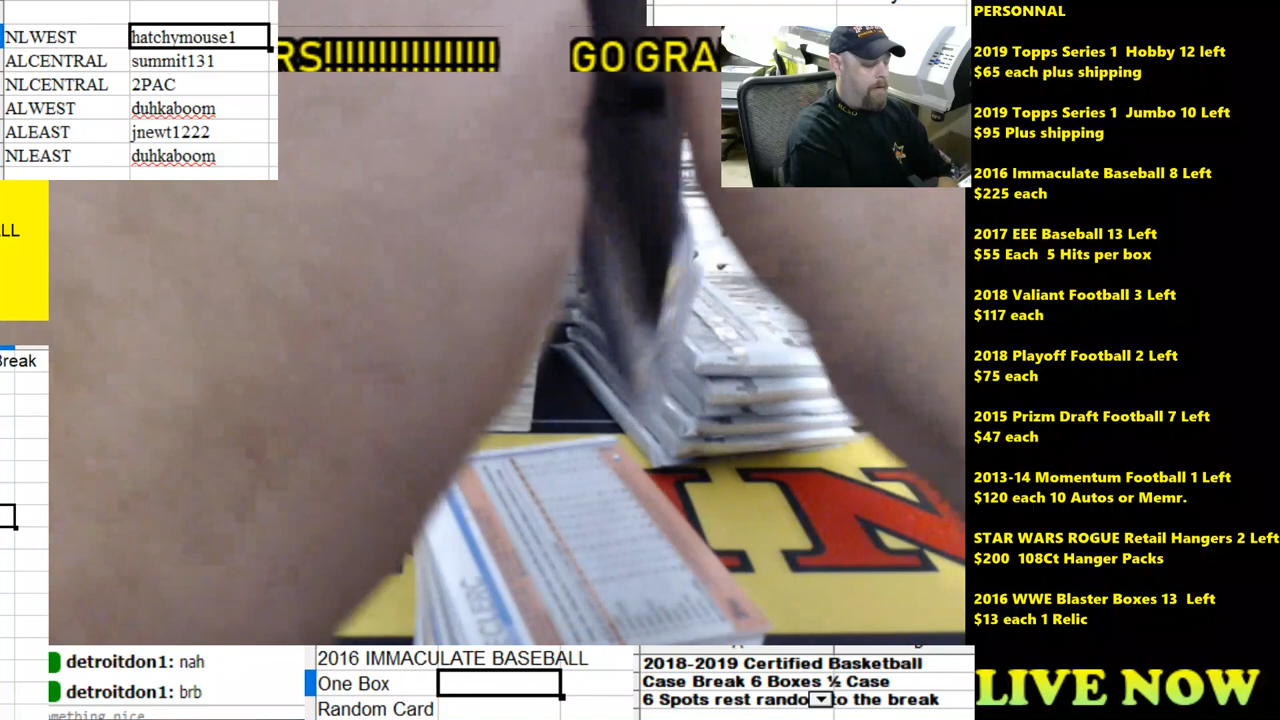 NLWEST hatchymouse1
ALCENTRAL summit131
NLCENTRAL 2PAC
ALWEST duhkaboom
ALEAST jnewt1222
NLEAST duhkaboom
RS!!!!!!!!!!!!!!!!! GO GRA
LL
Break
PERSONNAL
2019 Topps Series 1 Hobby 12 left
$65 each plus shipping
2019 Topps Series 1 Jumbo 10 Left
$95 Plus shipping
2016 Immaculate Baseball 8 Left
$225 each
2017 EEE Baseball 13 Left
$55 Each 5 Hits per box
2018 Valiant Football 3 Left
$117 each
2018 Playoff Football 2 Left
$75 each
2015 Prizm Draft Football 7 Left
$47 each
2013-14 Momentum Football 1 Left
$120 each 10 Autos or Memr.
STAR WARS ROGUE Retail Hangers 2 Left
$200 108Ct Hanger Packs
2016 WWE Blaster Boxes 13 Left
$13 each 1 Relic
LIVE NOW
IN
detroitdon1: nah
detroitdon1: brb
2016 IMMACULATE BASEBALL
One Box
Random Card
2018-2019 Certified Basketball
Case Break 6 Boxes ½ Case
6 Spots rest rando to the break